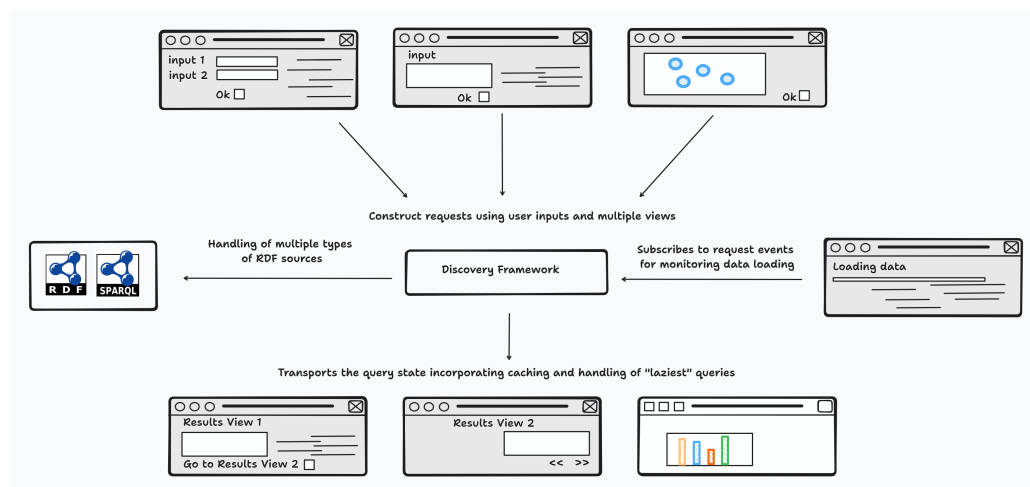 input 1
input 2
Ok
input
Ok
Ok
Construct requests using user inputs and multiple views
Handling of multiple types
of RDF sources
R D F
SPARQL
Discovery Framework
Subscribes to request events
for monitoring data loading
Loading data
Transports the query state incorporating caching and handling of "laziest" queries
Results View 1
Go to Results View 2
Results View 2
<< >>